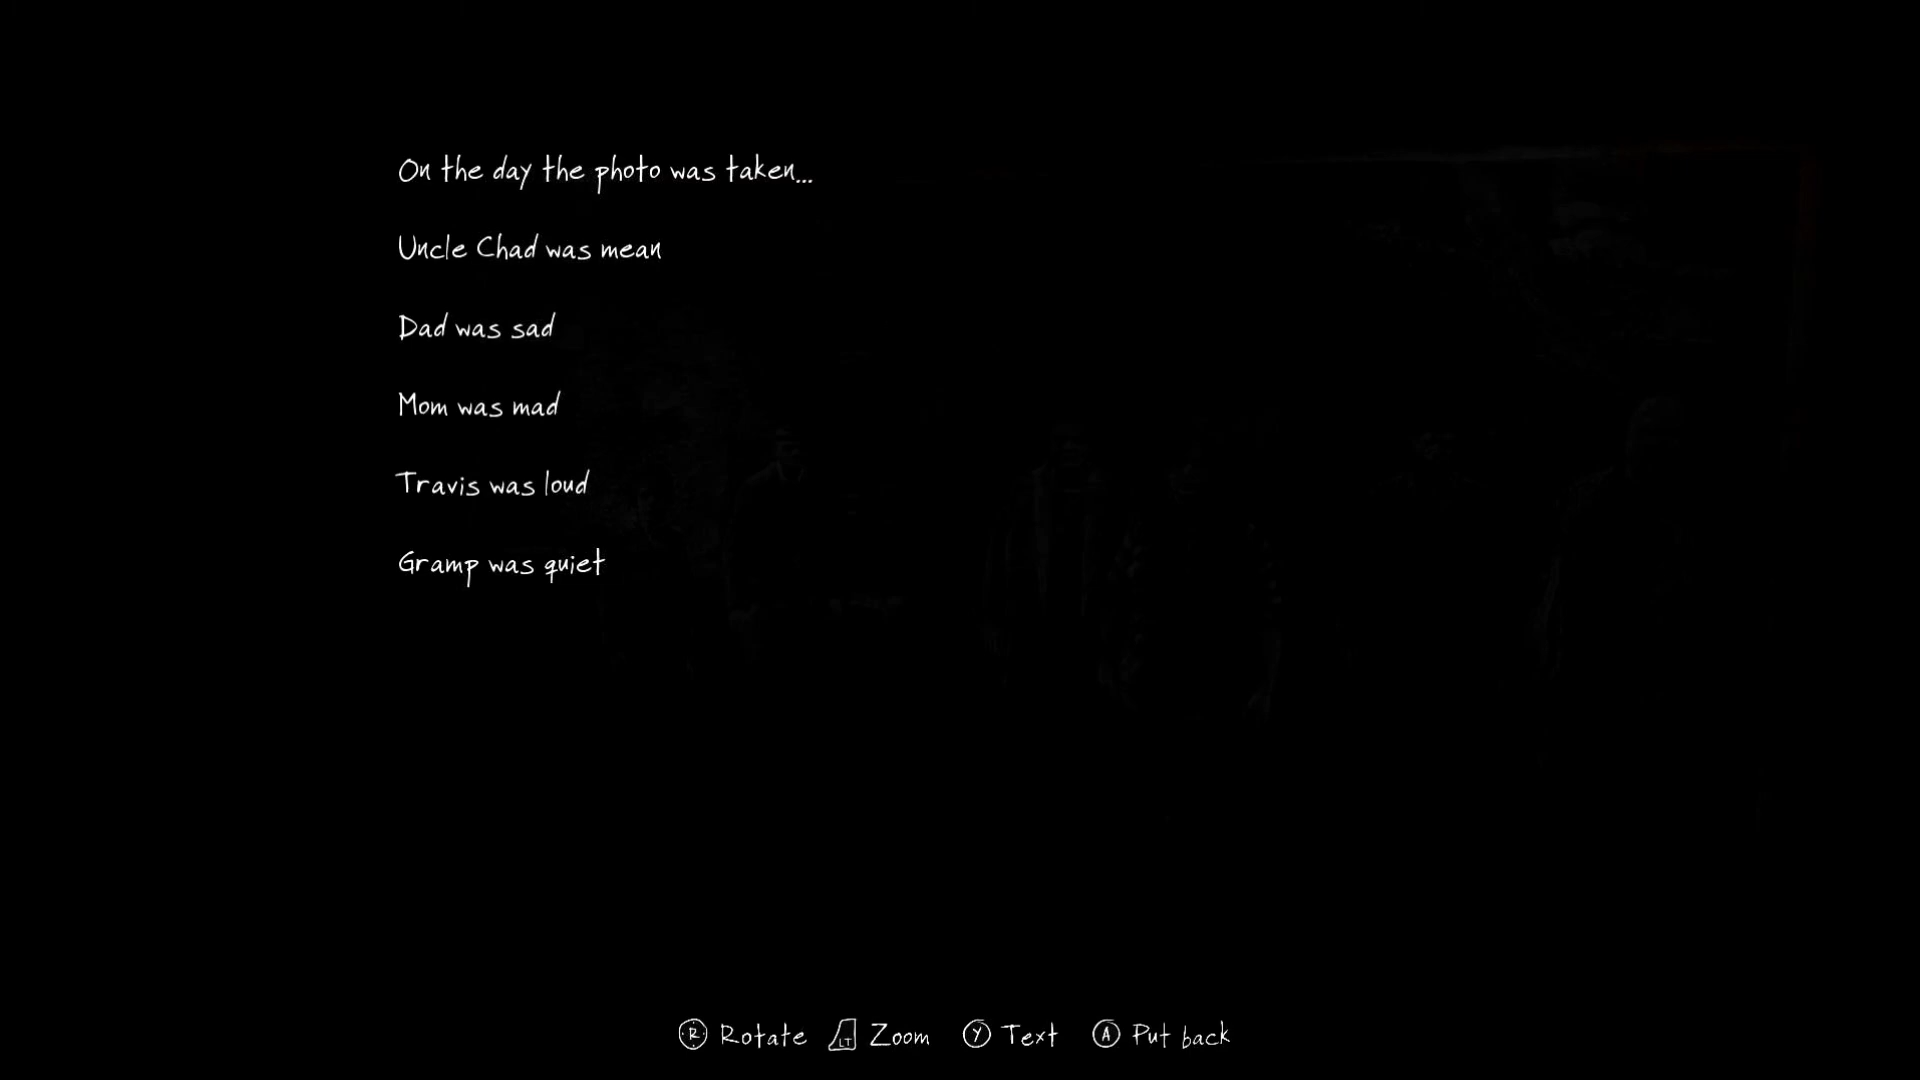 On the day the photo was taken...
Uncle Chad was mean
Dad was sad
Mom was mad
Travis was loud
Gramp was quiet
R Rotate LT Zoom Y Text A Put back